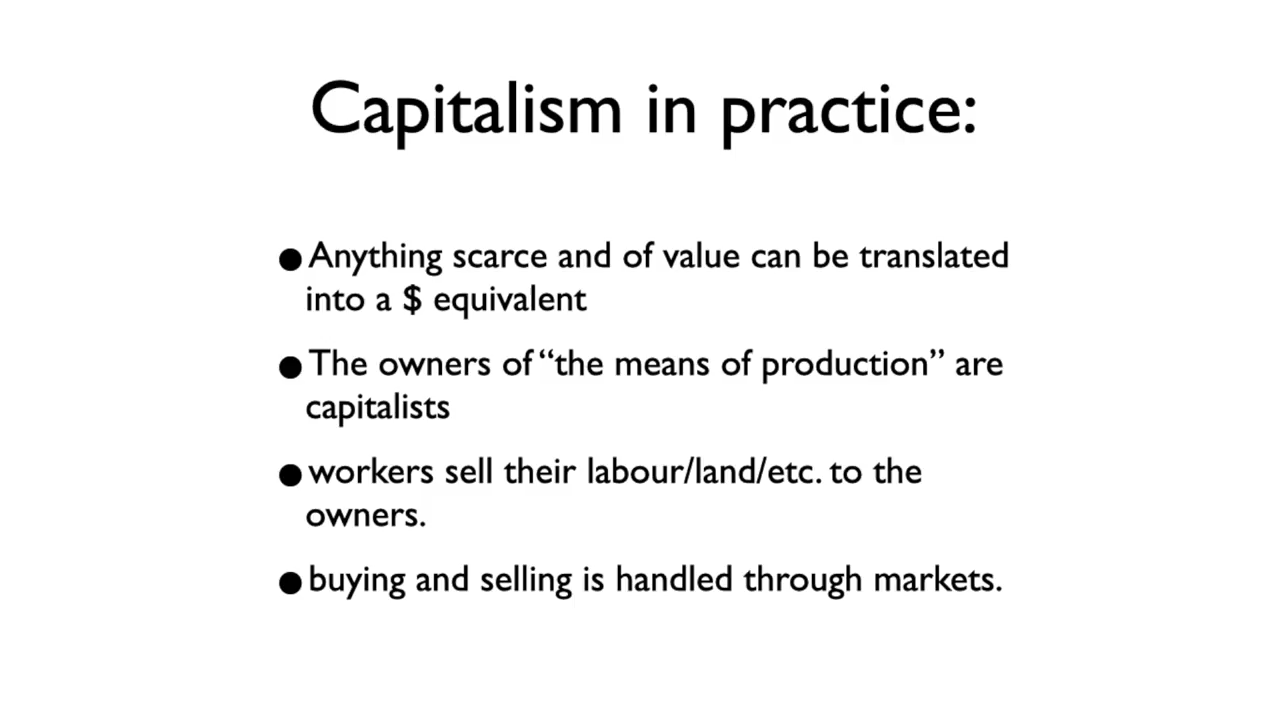 Capitalism in practice:
●Anything scarce and of value can be translated
into a $ equivalent
●The owners of “the means of production” are
capitalists
●workers sell their labour/land/etc. to the
owners.
●buying and selling is handled through markets.